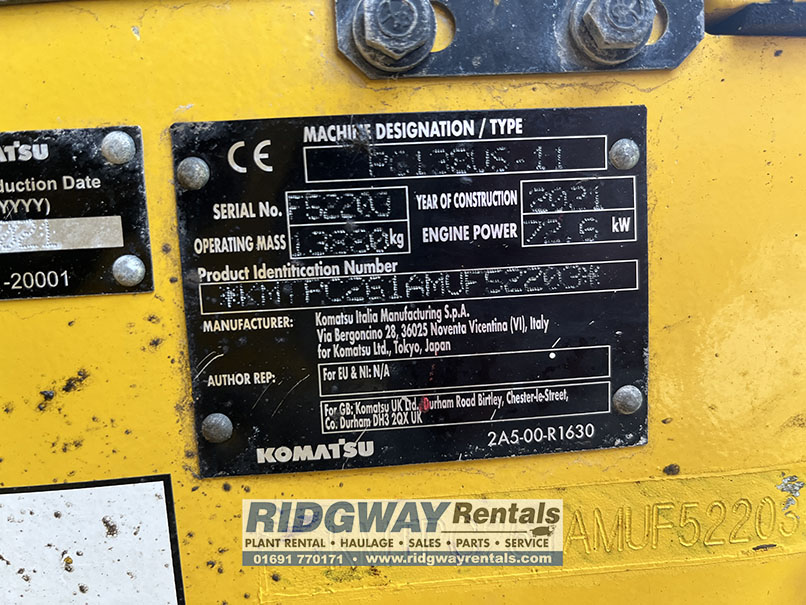 ATSU
duction Date
YYYY)
021
-20001
CE
MACHINE DESIGNATION / TYPE
PC138US-11
SERIAL No. F52203
YEAR OF CONSTRUCTION 2021
OPERATING MASS 13880 kg
ENGINE POWER 72.6 kW
Product Identification Number
*KMTPC261AMUF52203*
MANUFACTURER: Komatsu Italia Manufacturing S.p.A.
Via Bergoncino 28, 36025 Noventa Vicentina (VI), Italy
for Komatsu Ltd., Tokyo, Japan
AUTHOR REP: For EU & NI: N/A
For GB; Komatsu UK Ltd. Durham Road Birtley, Chester-le-Street,
Co. Durham DH3 2QX UK
KOMATSU
2A5-00-R1630
AMUF52203
RIDGWAY Rentals
PLANT RENTAL • HAULAGE • SALES • PARTS • SERVICE
01691 770171 • www.ridgwayrentals.com